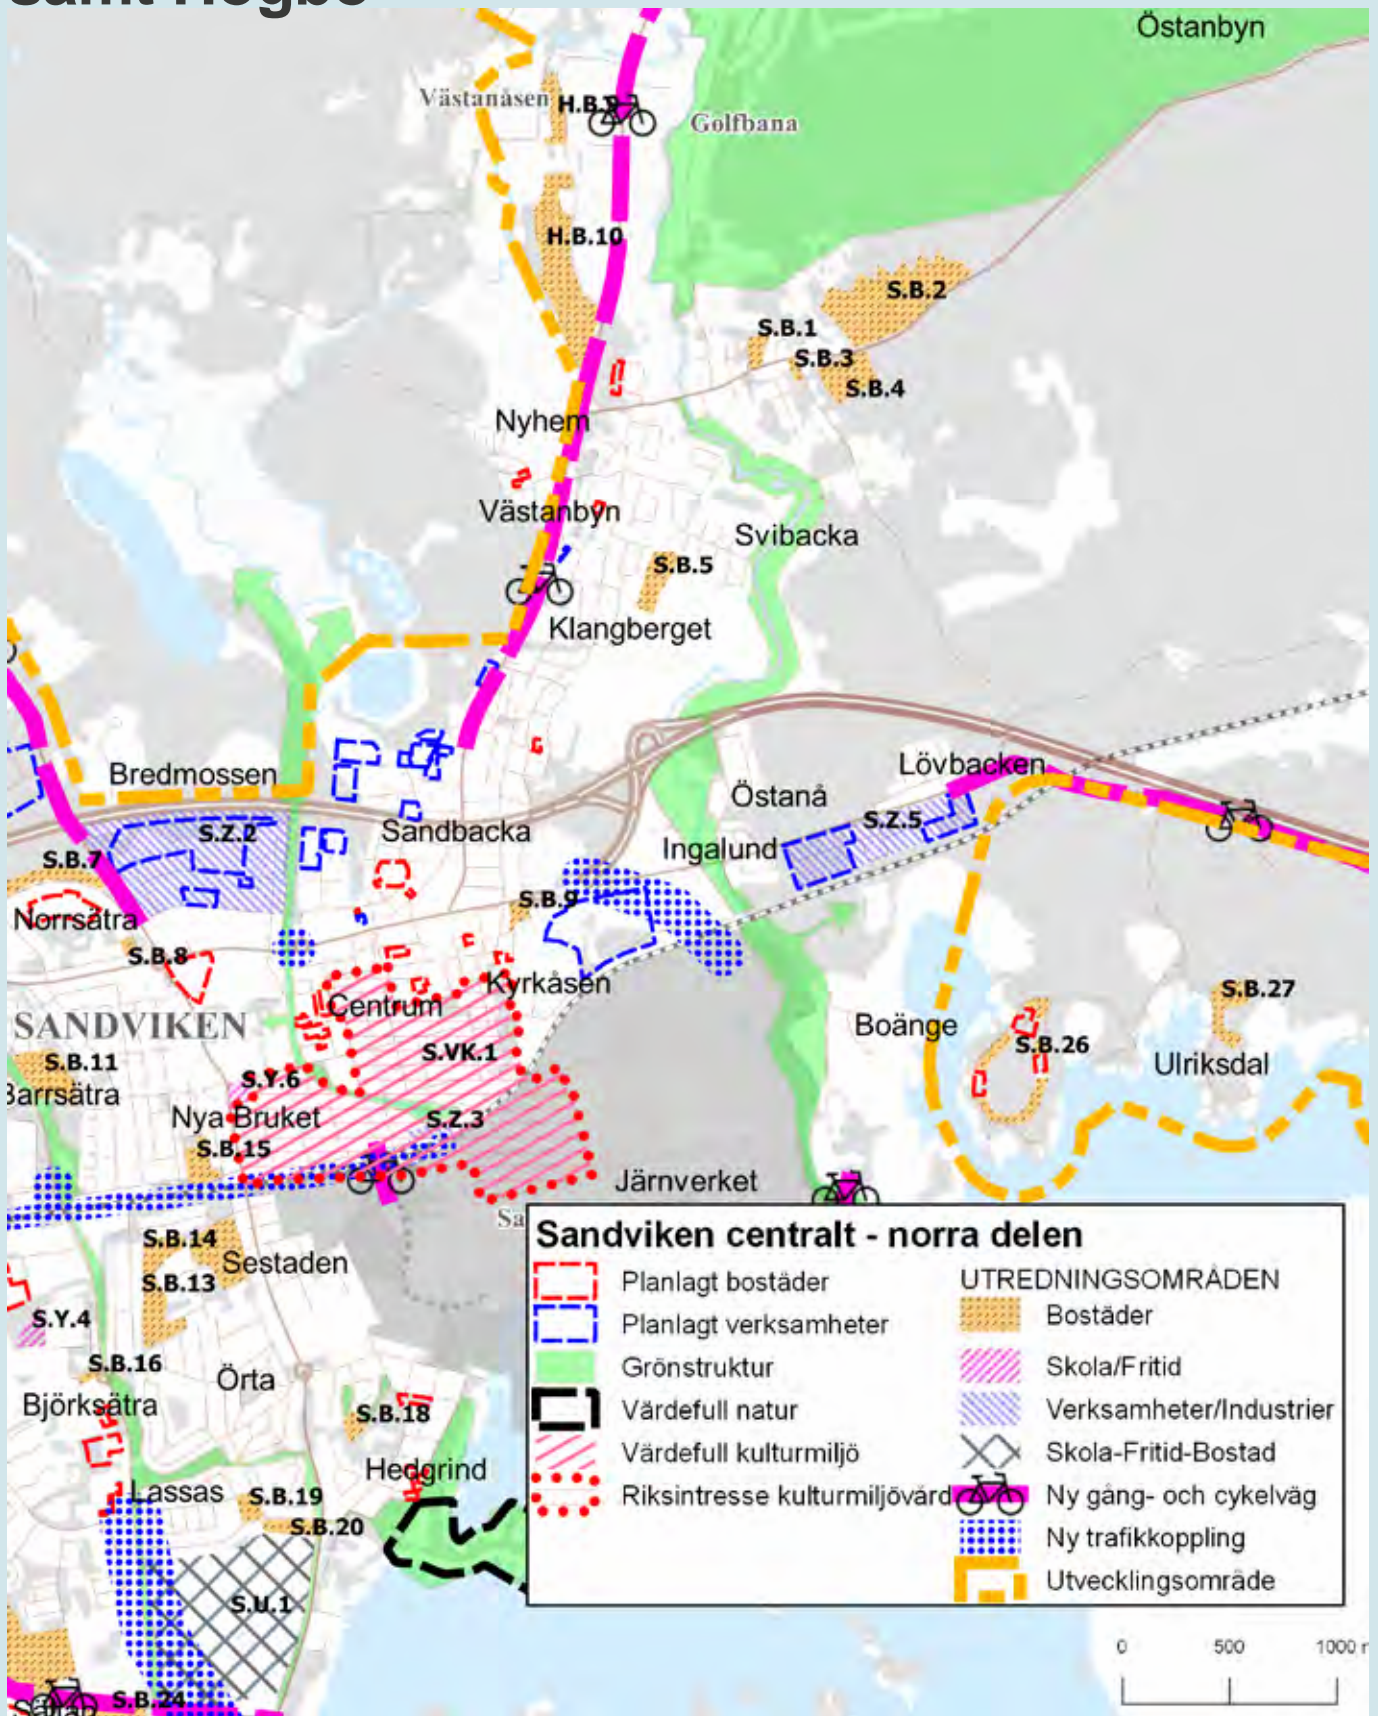 samt Högbo
Östanbyn
Västanåsen
H.B.9
Golfbana
H.B.10
S.B.2
S.B.1
S.B.3
S.B.4
Nyhem
Västanbyn
Svibacka
S.B.5
Klangberget
Lövbacken
Bredmossen
Östanå
S.Z.2
Sandbacka
S.Z.5
Ingalund
S.B.7
S.B.9
Norrsätra
S.B.8
Kyrkåsen
S.B.27
Centrum
SANDVIKEN
Boänge
S.B.26
S.VK.1
S.B.11
Ulriksdal
S.Y.6
Barrsätra
Nya Bruket
S.Z.3
S.B.15
Järnverket
Sa
S.B.14
Sestaden
S.B.13
S.Y.4
S.B.16
Örta
Björksätra
S.B.18
Hedgrind
Lassas
S.B.19
S.B.20
S.U.1
S.B.24
Sandviken centralt - norra delen
Planlagt bostäder
Planlagt verksamheter
Grönstruktur
Värdefull natur
Värdefull kulturmiljö
Riksintresse kulturmiljövård
UTREDNINGSOMRÅDEN
Bostäder
Skola/Fritid
Verksamheter/Industrier
Skola-Fritid-Bostad
Ny gång- och cykelväg
Ny trafikkoppling
Utvecklingsområde
0 500 1000 m